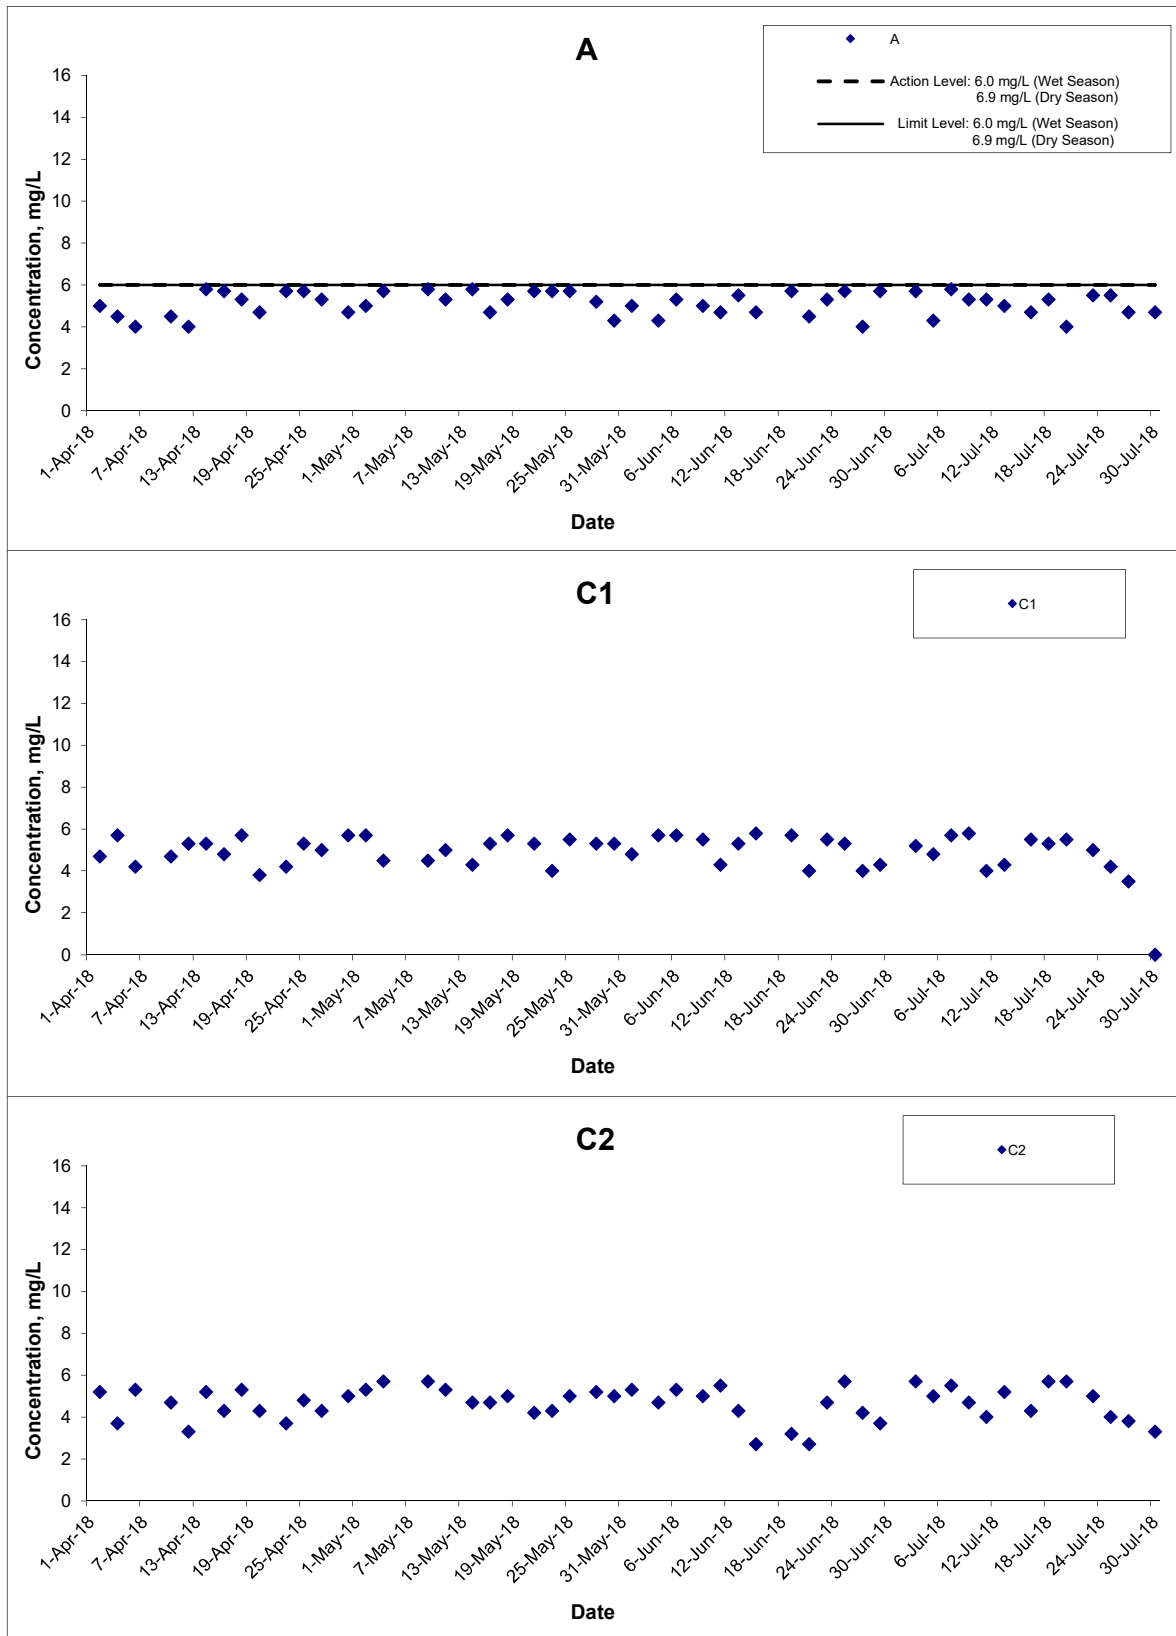 A
A
Action Level: 6.0 mg/L (Wet Season)
6.9 mg/L (Dry Season)
Limit Level: 6.0 mg/L (Wet Season)
6.9 mg/L (Dry Season)
Concentration, mg/L
16
14
12
10
8
6
4
2
0
1-Apr-18
7-Apr-18
13-Apr-18
19-Apr-18
25-Apr-18
1-May-18
7-May-18
13-May-18
19-May-18
25-May-18
31-May-18
6-Jun-18
12-Jun-18
18-Jun-18
24-Jun-18
30-Jun-18
6-Jul-18
12-Jul-18
18-Jul-18
24-Jul-18
30-Jul-18
Date
C1
C1
Concentration, mg/L
16
14
12
10
8
6
4
2
0
1-Apr-18
7-Apr-18
13-Apr-18
19-Apr-18
25-Apr-18
1-May-18
7-May-18
13-May-18
19-May-18
25-May-18
31-May-18
6-Jun-18
12-Jun-18
18-Jun-18
24-Jun-18
30-Jun-18
6-Jul-18
12-Jul-18
18-Jul-18
24-Jul-18
30-Jul-18
Date
C2
C2
Concentration, mg/L
16
14
12
10
8
6
4
2
0
1-Apr-18
7-Apr-18
13-Apr-18
19-Apr-18
25-Apr-18
1-May-18
7-May-18
13-May-18
19-May-18
25-May-18
31-May-18
6-Jun-18
12-Jun-18
18-Jun-18
24-Jun-18
30-Jun-18
6-Jul-18
12-Jul-18
18-Jul-18
24-Jul-18
30-Jul-18
Date